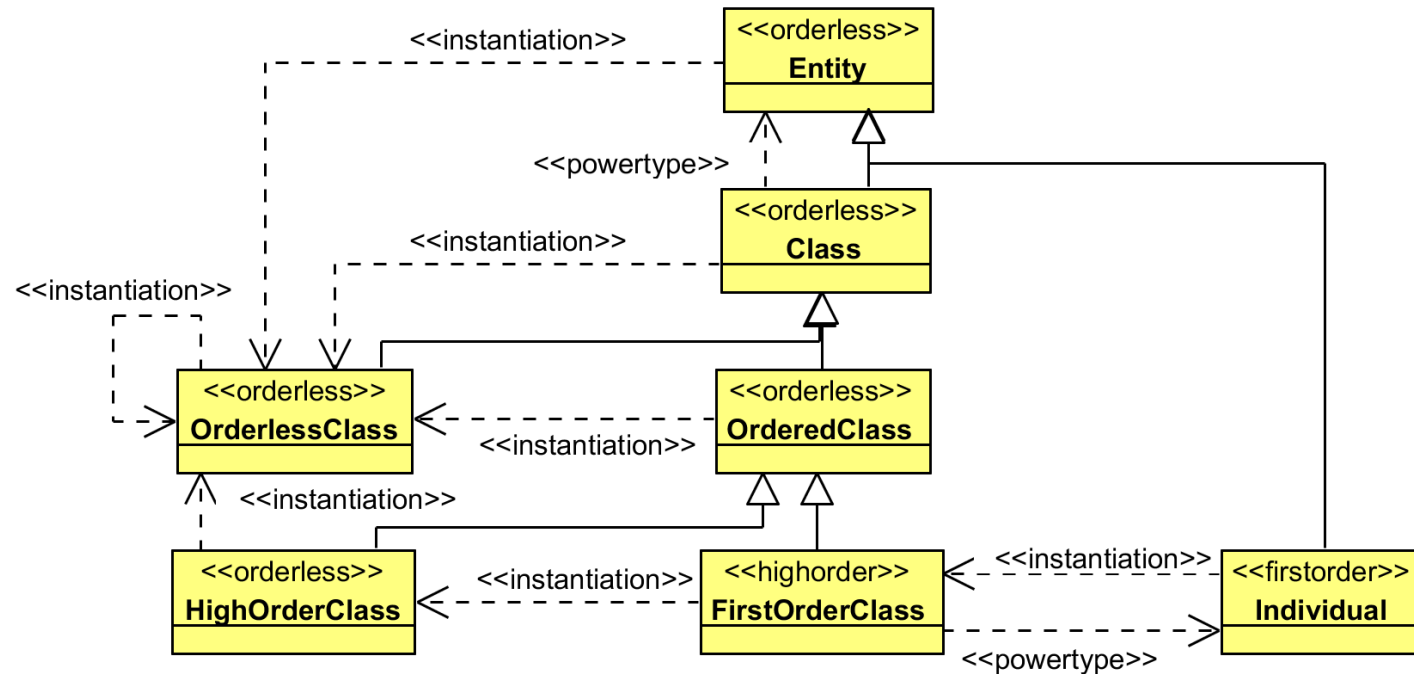 <<orderless>>
Entity
<<instantiation>>
<<powertype>>
<<orderless>>
Class
<<instantiation>>
<<instantiation>>
<<orderless>>
OrderlessClass
<<orderless>>
OrderedClass
<<instantiation>>
<<instantiation>>
<<orderless>>
HighOrderClass
<<instantiation>>
<<highorder>>
FirstOrderClass
<<instantiation>>
<<firstorder>>
Individual
<<powertype>>